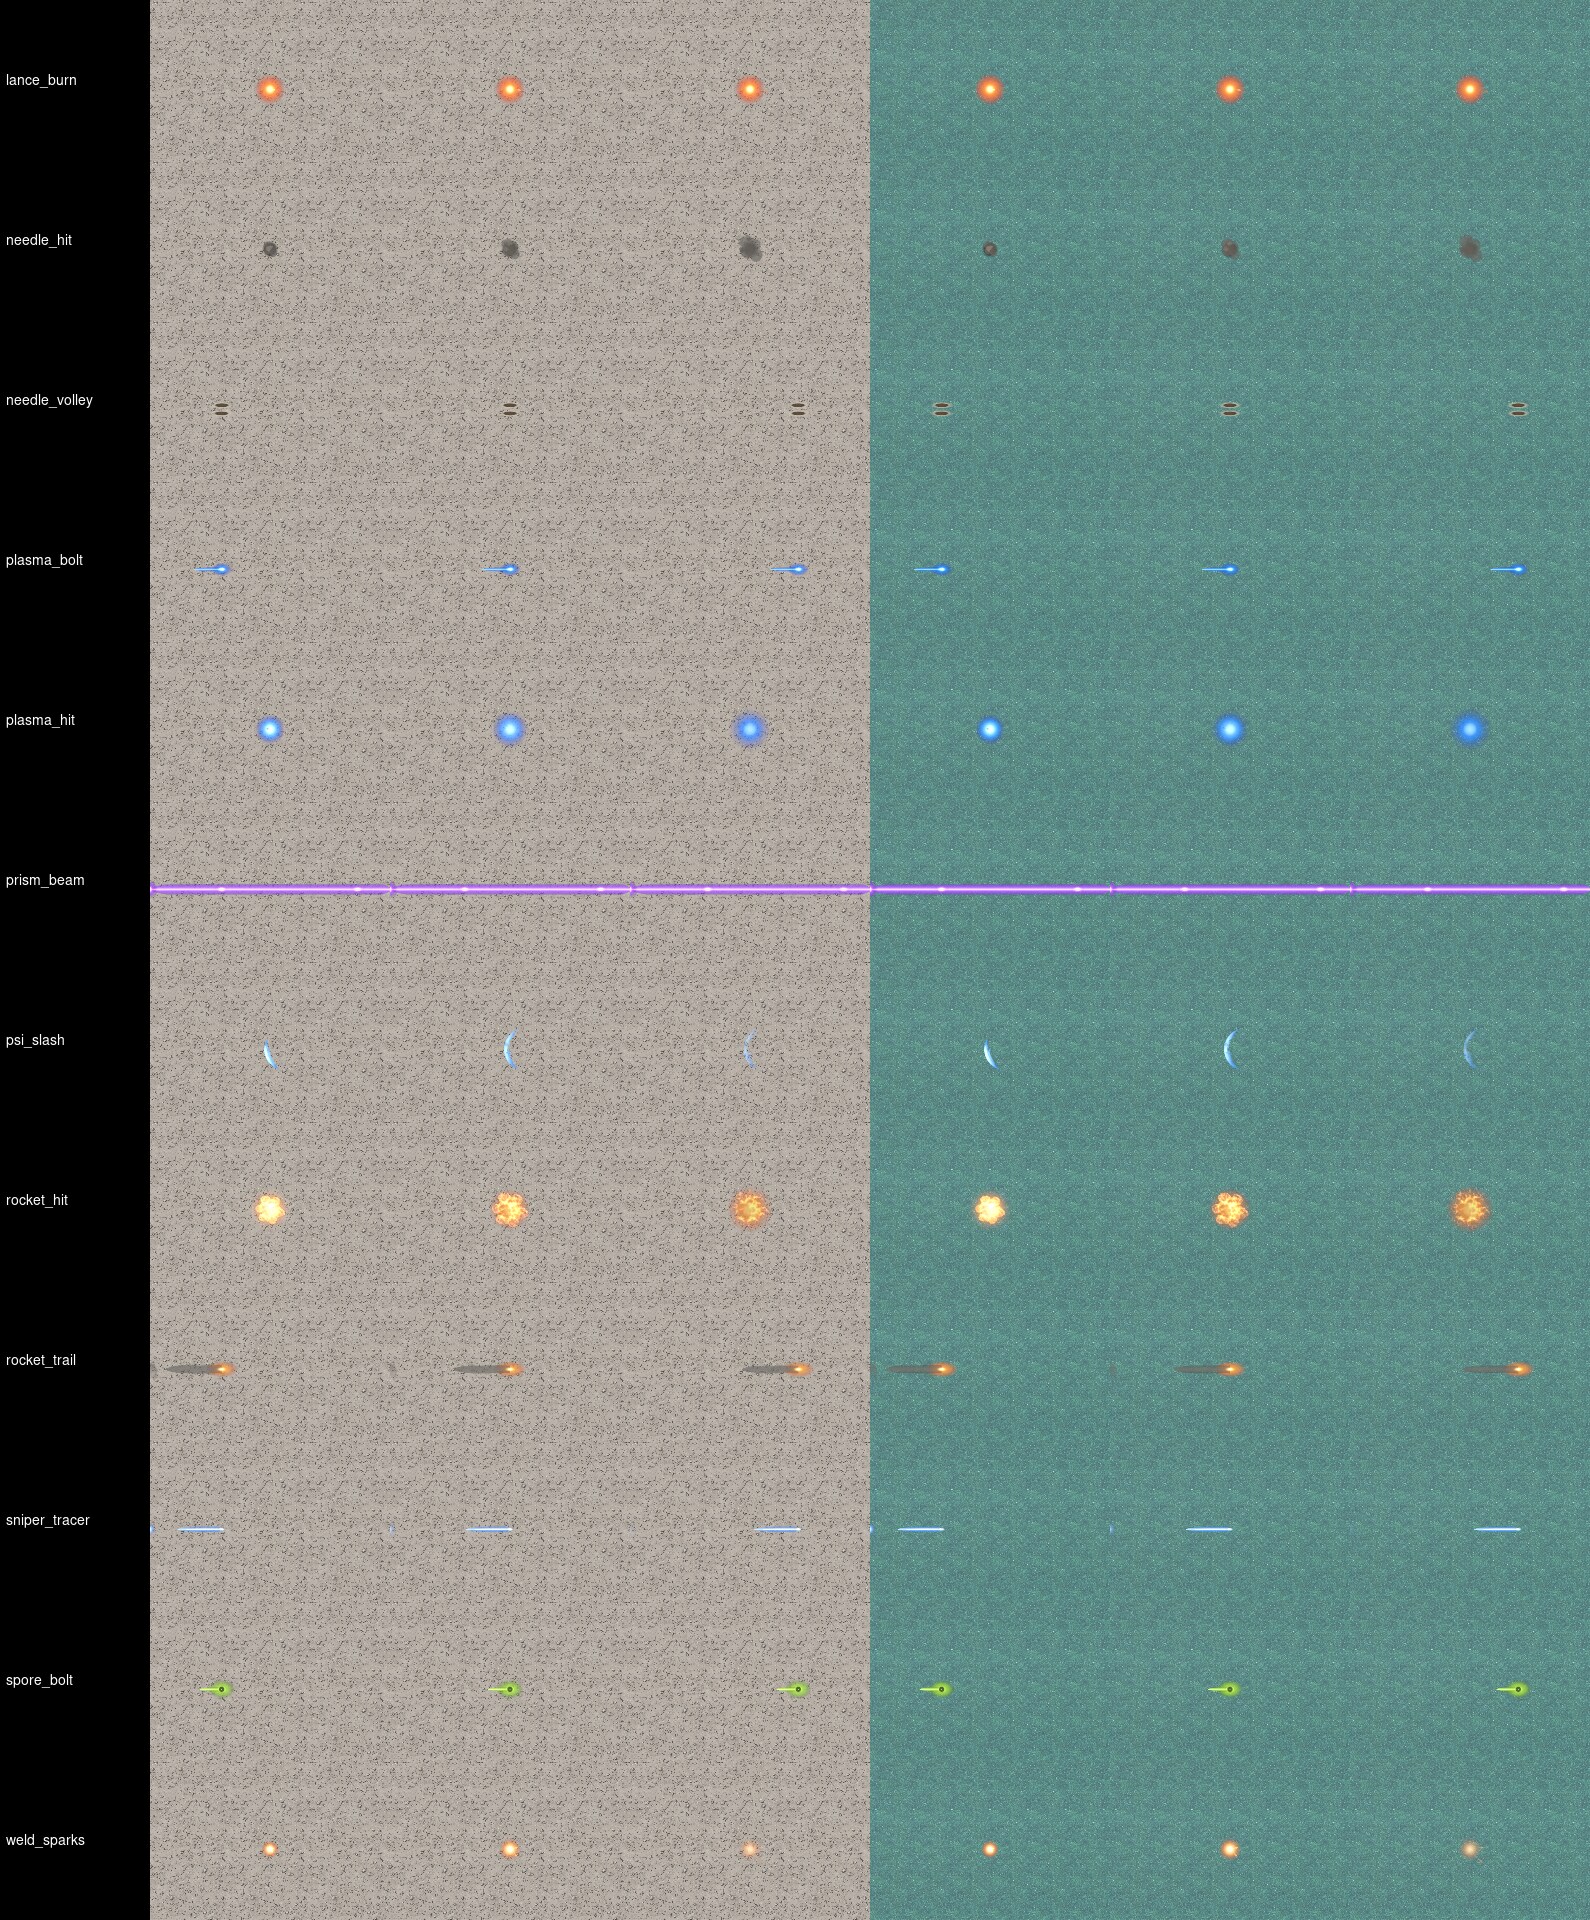 lance_burn
needle_hit
needle_volley
plasma_bolt
plasma_hit
prism_beam
psi_slash
rocket_hit
rocket_trail
sniper_tracer
spore_bolt
weld_sparks